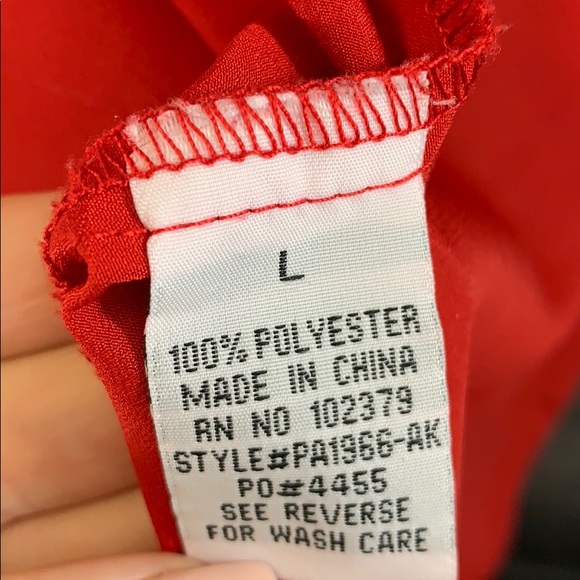 L
100% POLYESTER
MADE IN CHINA
RN NO 102379
STYLE#PA1966-AK
PO#4455
SEE REVERSE
FOR WASH CARE